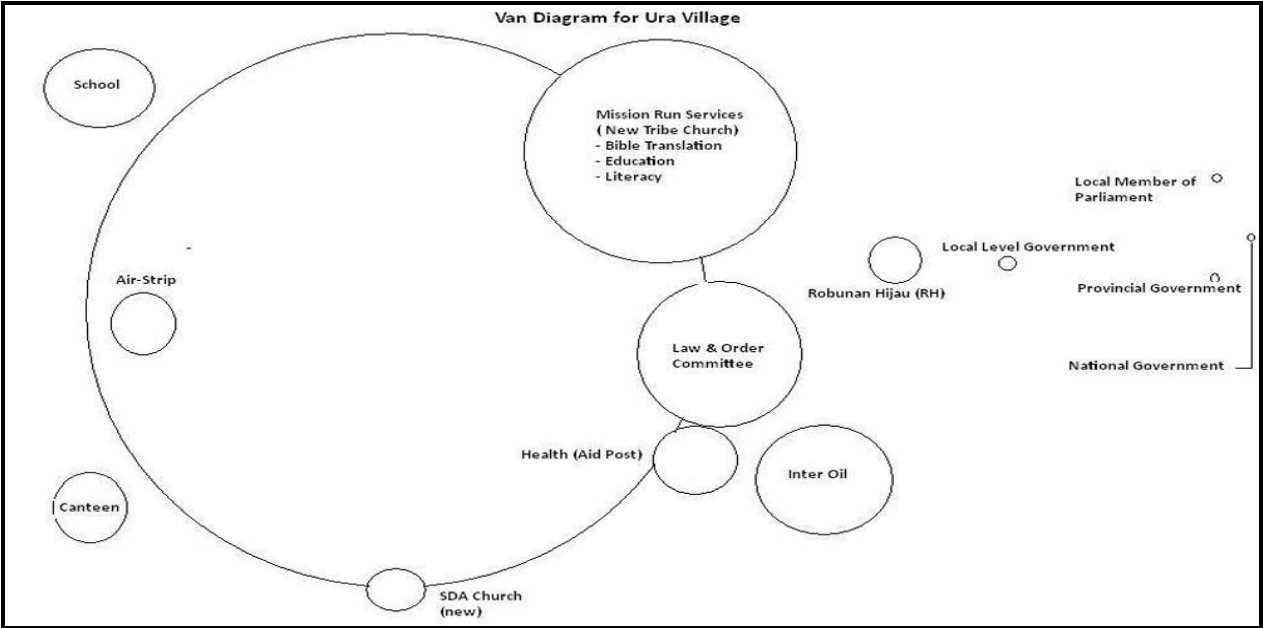 Van Diagram for Ura Village
School
Mission Run Services
( New Tribe Church)
- Bible Translation
- Education
- Literacy
Local Member of
Parliament
Local Level Government
Air-Strip
Provincial Government
Robunan Hijau (RH)
Law & Order
Committee
National Government
Health (Aid Post)
Inter Oil
Canteen
SDA Church
(new)